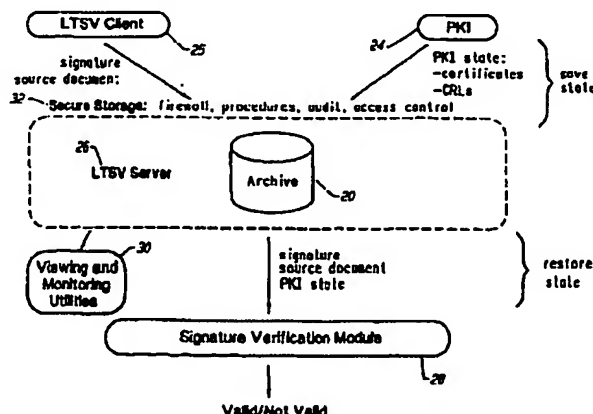 LTSV Client
25
24
PKI
signature
source document:
PKI state:
-certificates
-CRLs
save
state
32
Secure Storage: firewall, procedures, audit, access control
26
LTSV Server
Archive
20
30
Viewing and
Monitoring
Utilities
signature
source document
PKI state
restore
state
Signature Verification Module
28
Valid/Not Valid